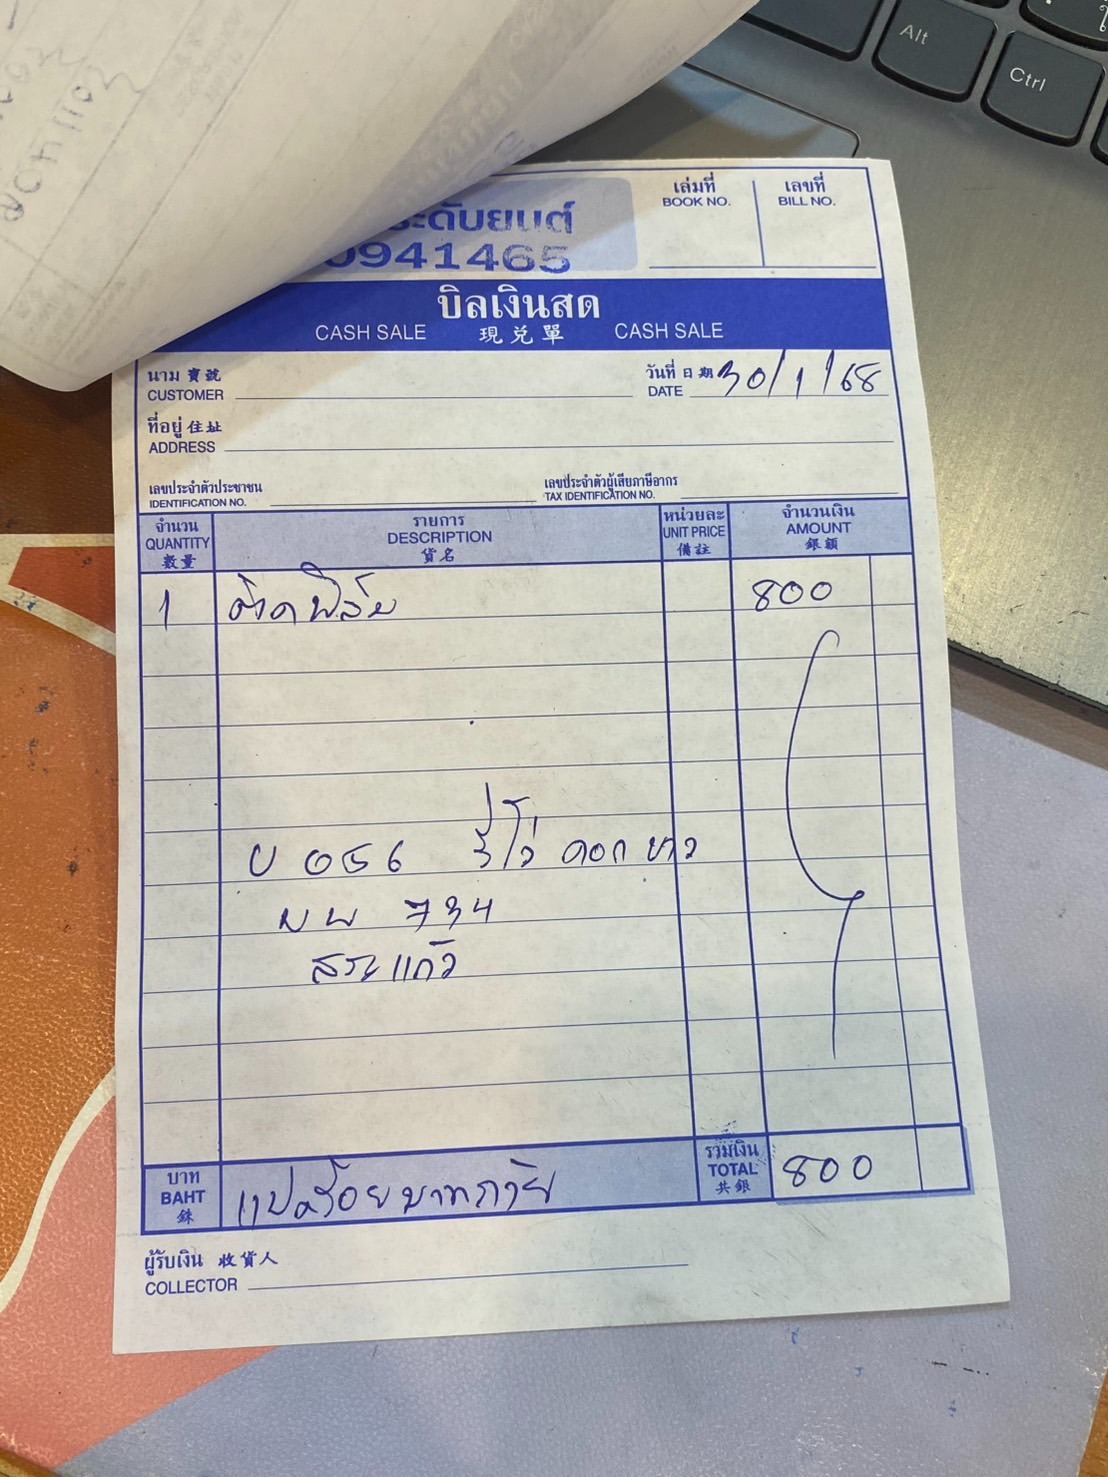 Alt
Ctrl
ระดับยนต์
0941465
เล่มที่ เลขที่
BOOK NO. BILL NO.
บิลเงินสด
CASH SALE 現兌單 CASH SALE
นาม 寳號 วันที่ 日期 30/1/68
CUSTOMER DATE
ที่อยู่ 住址
ADDRESS
เลขประจำตัวประชาชน เลขประจำตัวผู้เสียภาษีอากร
IDENTIFICATION NO. TAX IDENTIFICATION NO.
จำนวน รายการ หน่วยละ จำนวนเงิน
QUANTITY DESCRIPTION UNIT PRICE AMOUNT
數量 貨名 備註 銀額
1 ติดฟิล์ม 800
บ 056 รีโว่ ดอกขาว
734
สระแก้ว
บาท แปดร้อยบาทถ้วน รวมเงิน 800
BAHT TOTAL
銖 共銀
ผู้รับเงิน 收貨人
COLLECTOR